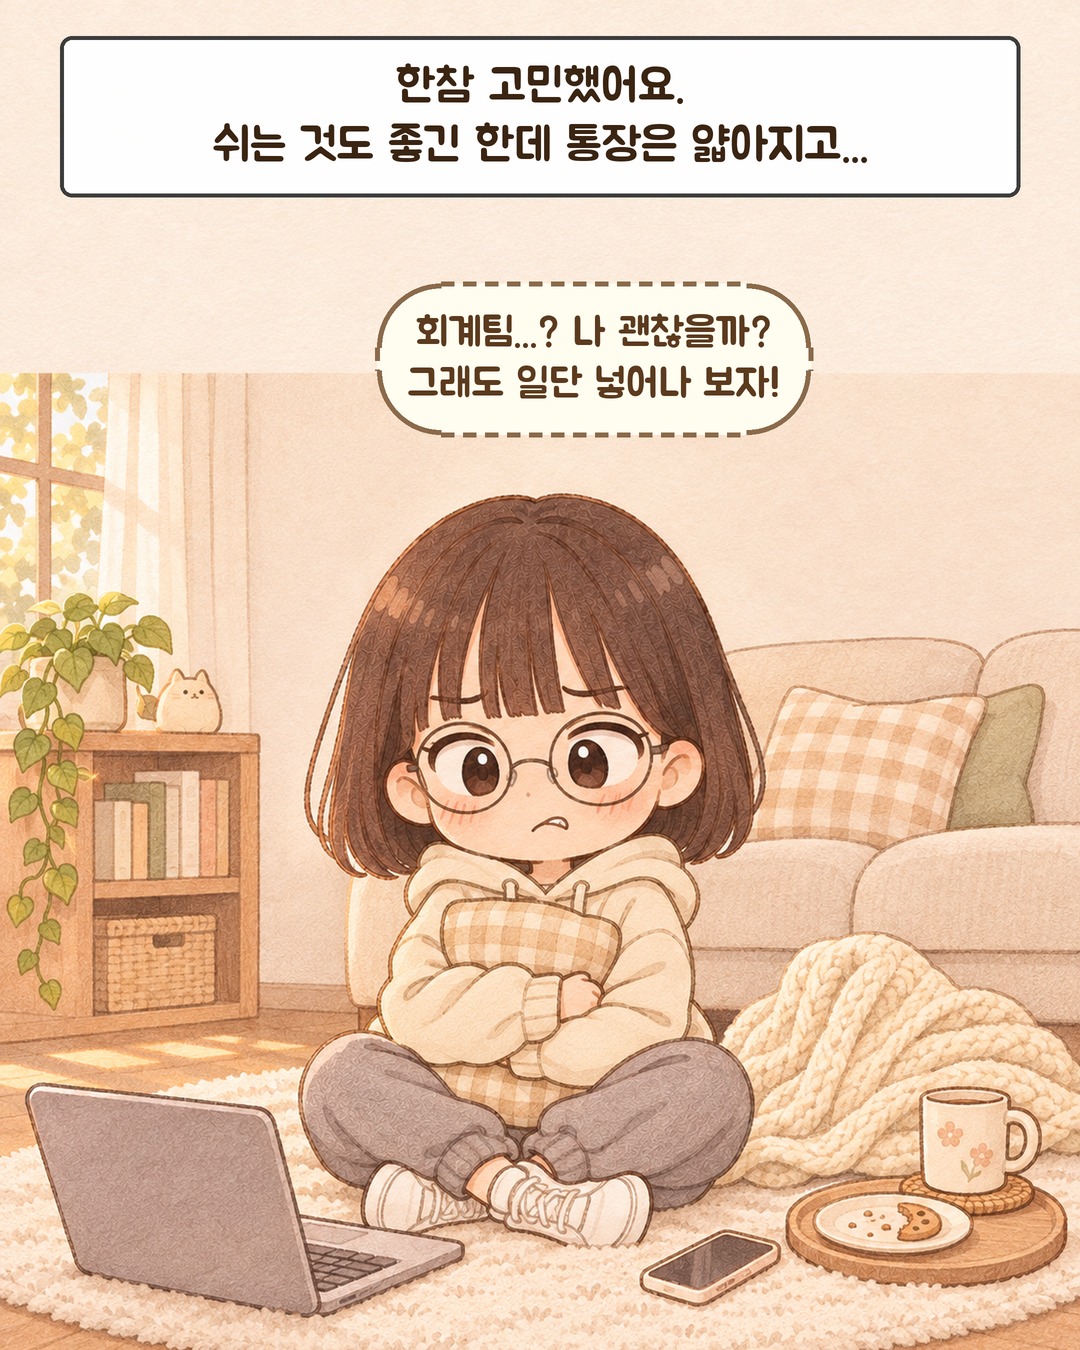 한참 고민했어요.
쉬는 것도 좋긴 한데 통장은 얇아지고...
회계팀...? 나 괜찮을까?
그래도 일단 넣어나 보자!